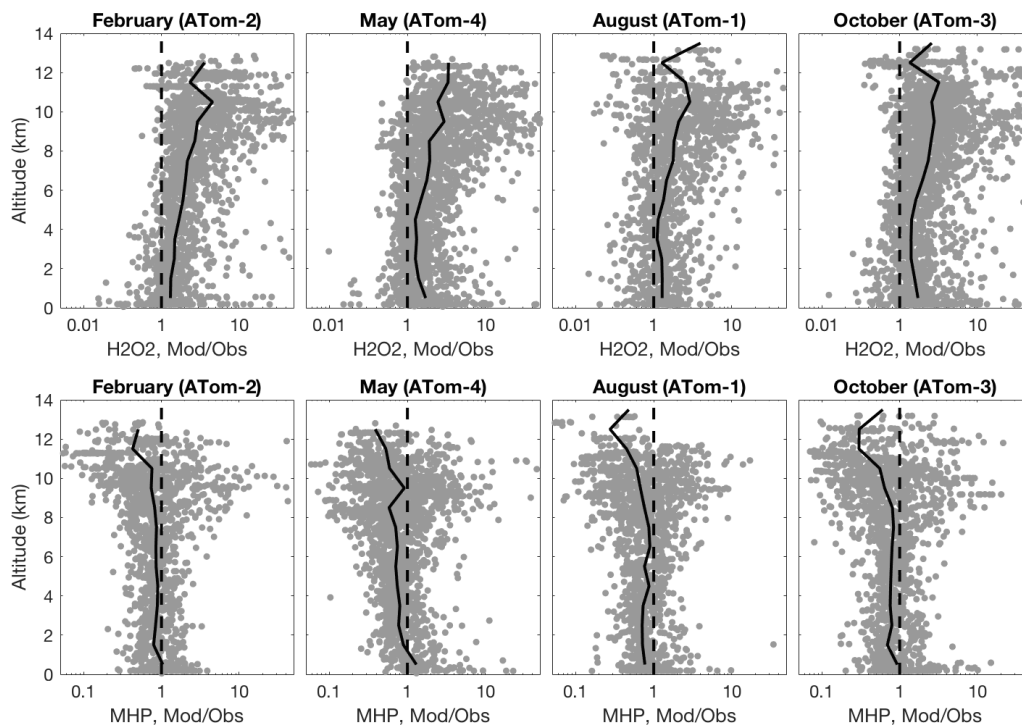 February (ATom-2) May (ATom-4) August (ATom-1) October (ATom-3)
14
12
10
8
6
4
2
0
Altitude (km)
0.01 1 10 0.01 1 10 0.01 1 10 0.01 1 10
H2O2, Mod/Obs H2O2, Mod/Obs H2O2, Mod/Obs H2O2, Mod/Obs
February (ATom-2) May (ATom-4) August (ATom-1) October (ATom-3)
14
12
10
8
6
4
2
0
Altitude (km)
0.1 1 10 0.1 1 10 0.1 1 10 0.1 1 10
MHP, Mod/Obs MHP, Mod/Obs MHP, Mod/Obs MHP, Mod/Obs